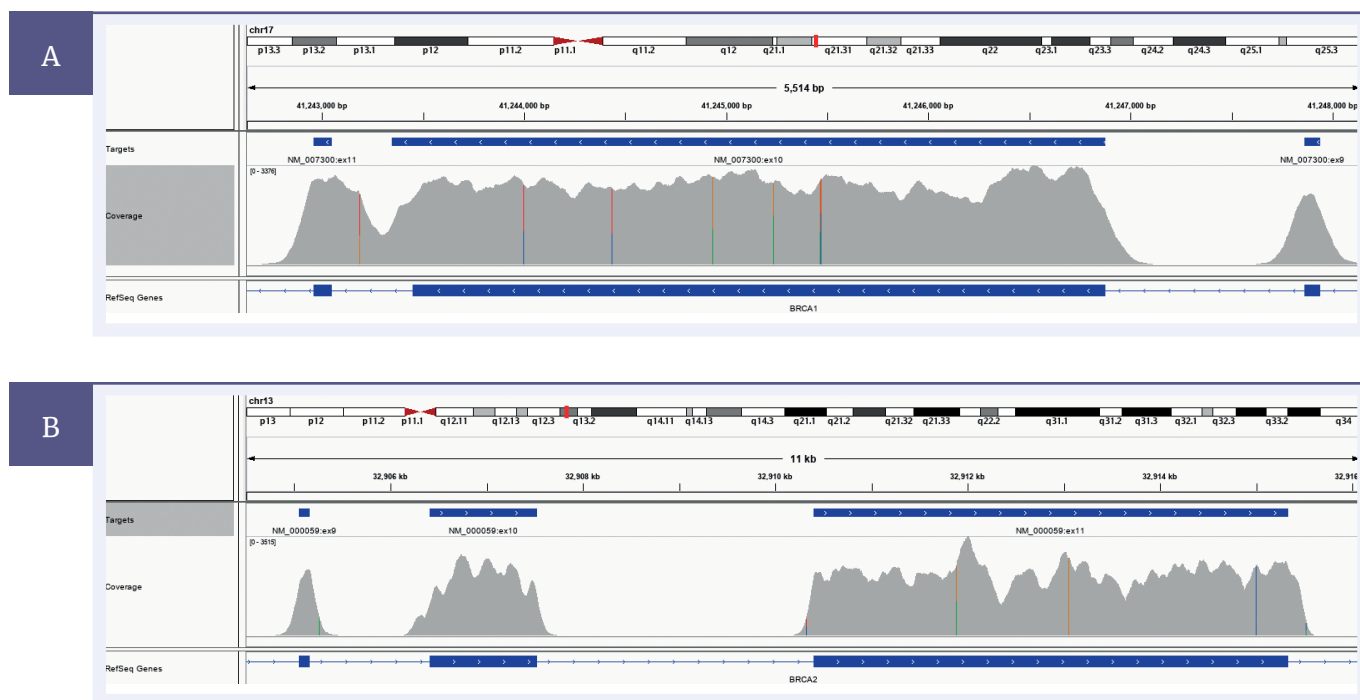 A
chr17
p13.3 p13.2 p13.1 p12 p11.2 p11.1 q11.2 q12 q21.1 q21.31 q21.32 q21.33 q22 q23.1 q23.3 q24.2 q24.3 q25.1 q25.3
5,514 bp
41,243,000 bp 41,244,000 bp 41,245,000 bp 41,246,000 bp 41,247,000 bp 41,248,000 bp
Targets
NM_007300:ex11 NM_007300:ex10 NM_007300:ex9
[0 - 3376]
Coverage
RefSeq Genes
BRCA1
B
chr13
p13 p12 p11.2 p11.1 q12.11 q12.13 q12.3 q13.2 q14.11 q14.13 q14.3 q21.1 q21.2 q21.32 q21.33 q22.2 q31.1 q31.2 q31.3 q32.1 q32.3 q33.2 q34
11 kb
32,906 kb 32,908 kb 32,910 kb 32,912 kb 32,914 kb 32,916
Targets
NM_000059:ex9 NM_000059:ex10 NM_000059:ex11
[0 - 3515]
Coverage
RefSeq Genes
BRCA2